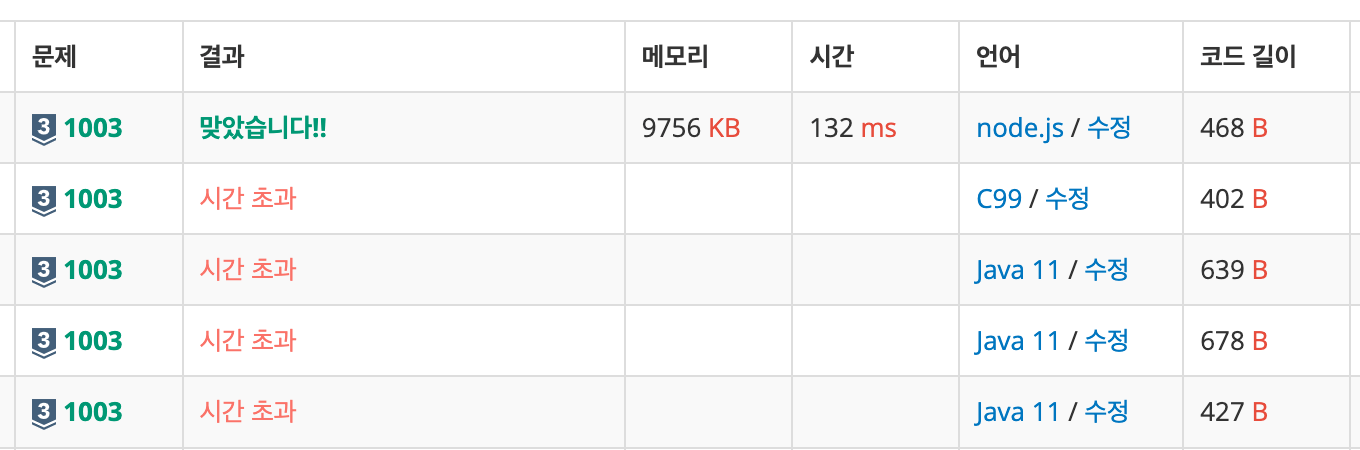 문제 결과 메모리 시간 언어 코드 길이
3 1003 맞았습니다!! 9756 KB 132 ms node.js / 수정 468 B
3 1003 시간 초과 C99 / 수정 402 B
3 1003 시간 초과 Java 11 / 수정 639 B
3 1003 시간 초과 Java 11 / 수정 678 B
3 1003 시간 초과 Java 11 / 수정 427 B